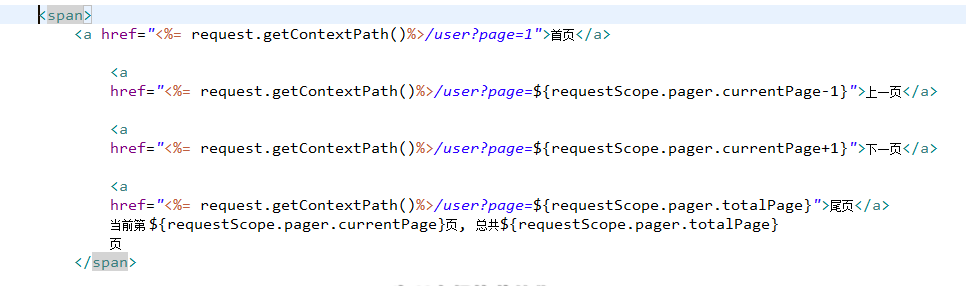 <span>
<a href="<%= request.getContextPath()%>/user?page=1">首页</a>
<a
href="<%= request.getContextPath()%>/user?page=${requestScope.pager.currentPage-1}">上一页</a>
<a
href="<%= request.getContextPath()%>/user?page=${requestScope.pager.currentPage+1}">下一页</a>
<a
href="<%= request.getContextPath()%>/user?page=${requestScope.pager.totalPage}">尾页</a>
当前第${requestScope.pager.currentPage}页, 总共${requestScope.pager.totalPage}
页
</span>